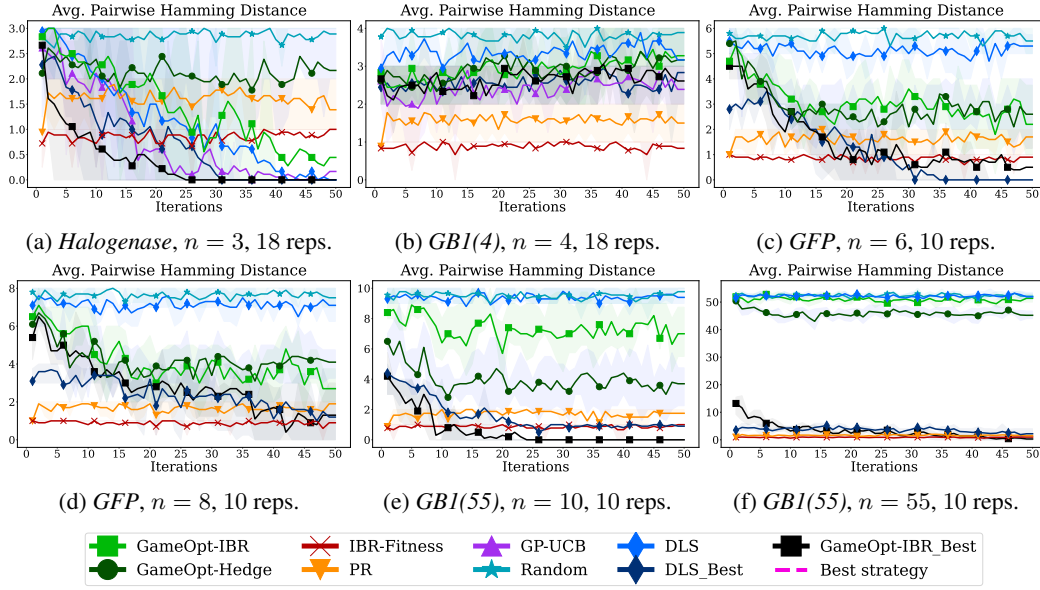 Avg. Pairwise Hamming Distance
3.0
2.5
2.0
1.5
1.0
0.5
0.0
0 5 10 15 20 25 30 35 40 45 50
Iterations
(a) Halogenase, n = 3, 18 reps.
Avg. Pairwise Hamming Distance
4
3
2
1
0
0 5 10 15 20 25 30 35 40 45 50
Iterations
(b) GB1(4), n = 4, 18 reps.
Avg. Pairwise Hamming Distance
6
5
4
3
2
1
0
0 5 10 15 20 25 30 35 40 45 50
Iterations
(c) GFP, n = 6, 10 reps.
Avg. Pairwise Hamming Distance
8
6
4
2
0
0 5 10 15 20 25 30 35 40 45 50
Iterations
(d) GFP, n = 8, 10 reps.
Avg. Pairwise Hamming Distance
10
8
6
4
2
0
0 5 10 15 20 25 30 35 40 45 50
Iterations
(e) GB1(55), n = 10, 10 reps.
Avg. Pairwise Hamming Distance
50
40
30
20
10
0
0 5 10 15 20 25 30 35 40 45 50
Iterations
(f) GB1(55), n = 55, 10 reps.
GameOpt-IBR IBR-Fitness GP-UCB DLS GameOpt-IBR_Best
GameOpt-Hedge PR Random DLS_Best Best strategy